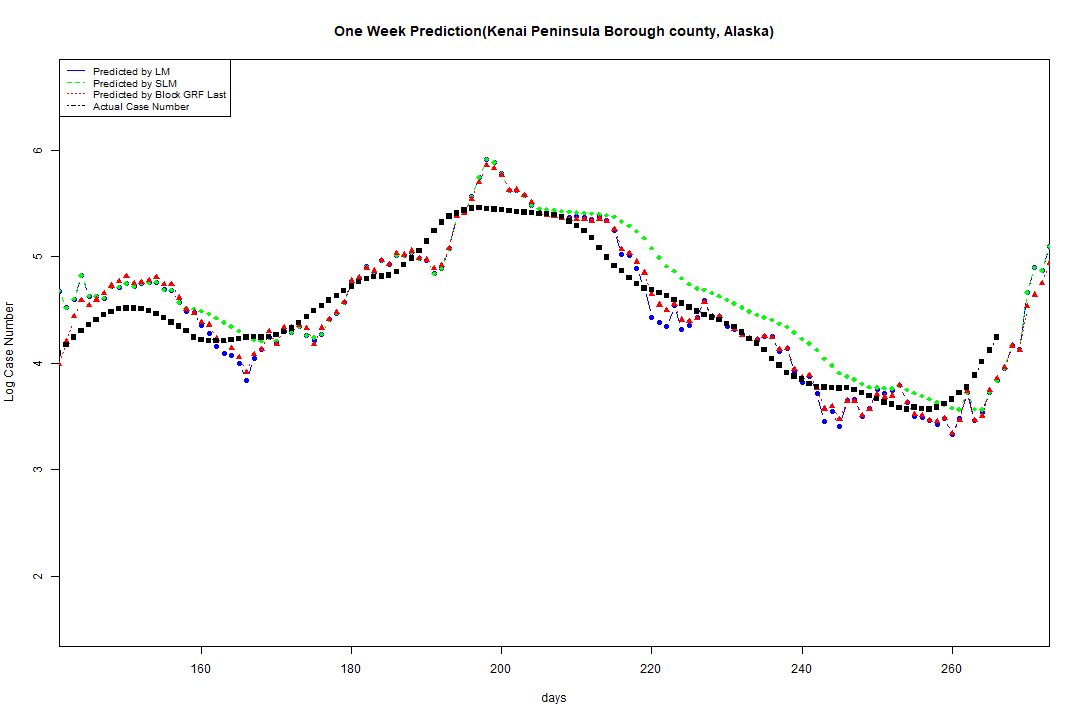 One Week Prediction(Kenai Peninsula Borough county, Alaska)
Predicted by LM
Predicted by SLM
Predicted by Block GRF Last
Actual Case Number
Log Case Number
6
5
4
3
2
160 180 200 220 240 260
days